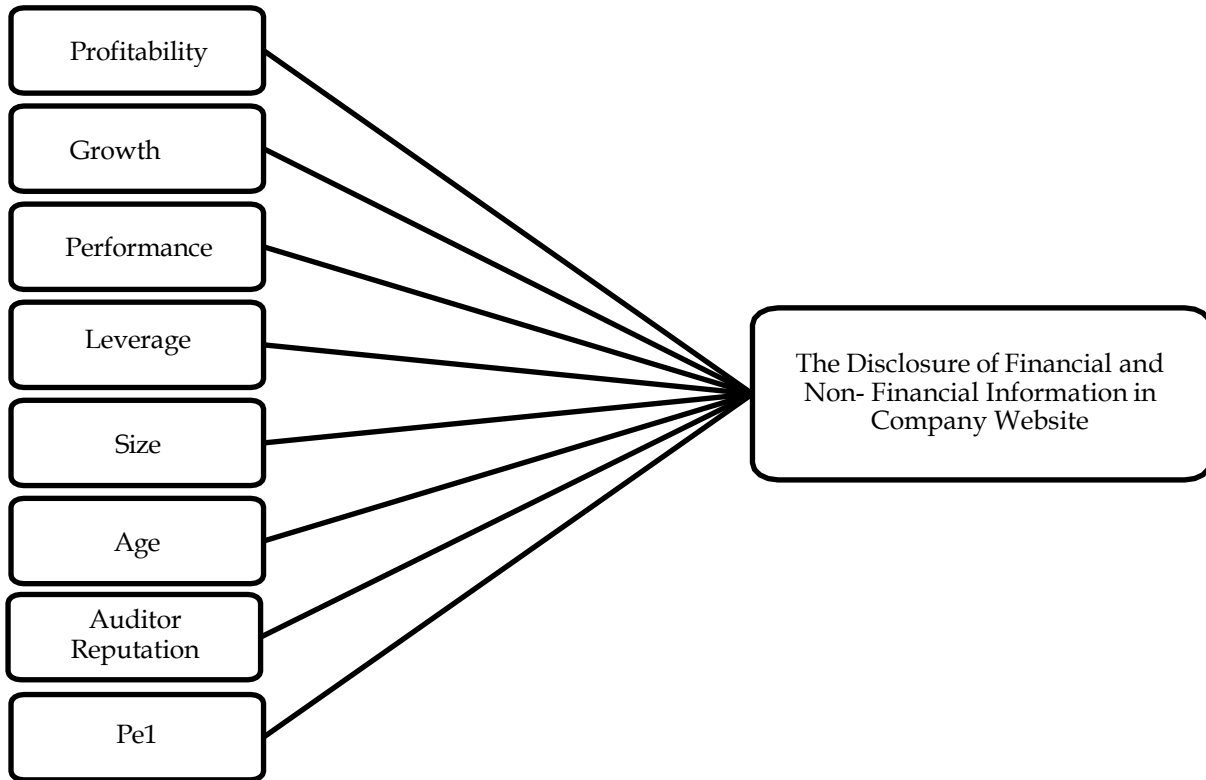 Profitability
Growth
Performance
Leverage
Size
Age
Auditor
Reputation
Pe1
The Disclosure of Financial and
Non- Financial Information in
Company Website